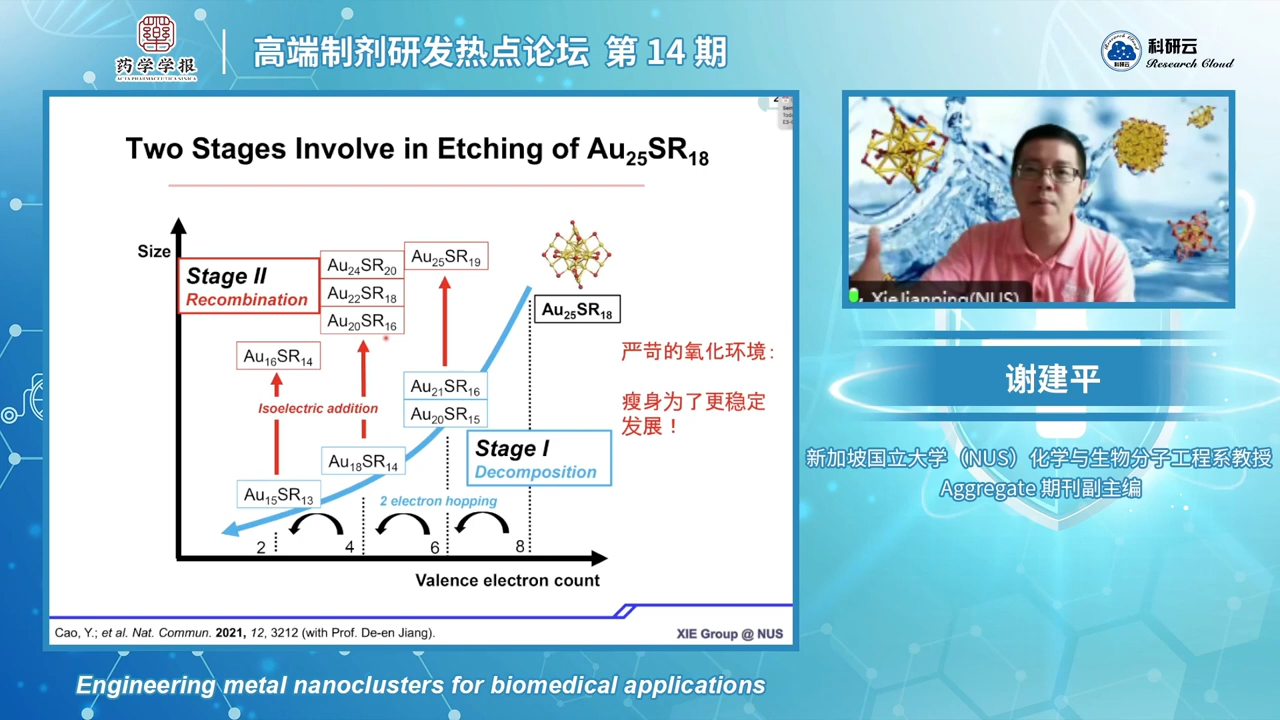 药学学报
ACTA PHARMACEUTICA SINICA
高端制剂研发热点论坛 第 14 期
Research Cloud
科研云
科研云
Research Cloud
Two Stages Involve in Etching of Au₂₅SR₁₈
Size
Stage II
Recombination
Au₂₄SR₂₀
Au₂₂SR₁₈
Au₂₀SR₁₆
Au₂₅SR₁₉
Au₂₅SR₁₈
Au₁₆SR₁₄
Isoelectric addition
Au₂₁SR₁₆
Au₂₀SR₁₅
Au₁₈SR₁₄
Au₁₅SR₁₃
Stage I
Decomposition
2 electron hopping
2
4
6
8
Valence electron count
严苛的氧化环境：
瘦身为了更稳定
发展！
Cao, Y.; et al. Nat. Commun. 2021, 12, 3212 (with Prof. De-en Jiang).
XIE Group @ NUS
XieJianping(NUS)
谢建平
新加坡国立大学（NUS）化学与生物分子工程系教授
Aggregate 期刊副主编
Engineering metal nanoclusters for biomedical applications